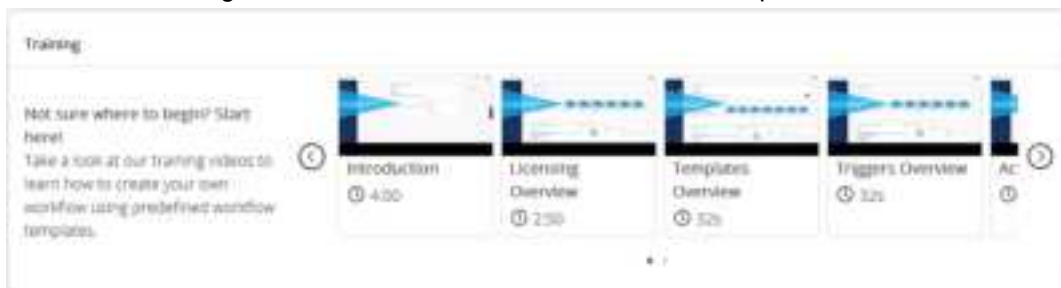 Training
Not sure where to begin? Start
here!
Take a look at our training videos to
learn how to create your own
workflow using predefined workflow
templates.
Introduction
4:00
Licensing
Overview
2:50
Templates
Overview
32s
Triggers Overview
32s
Ac